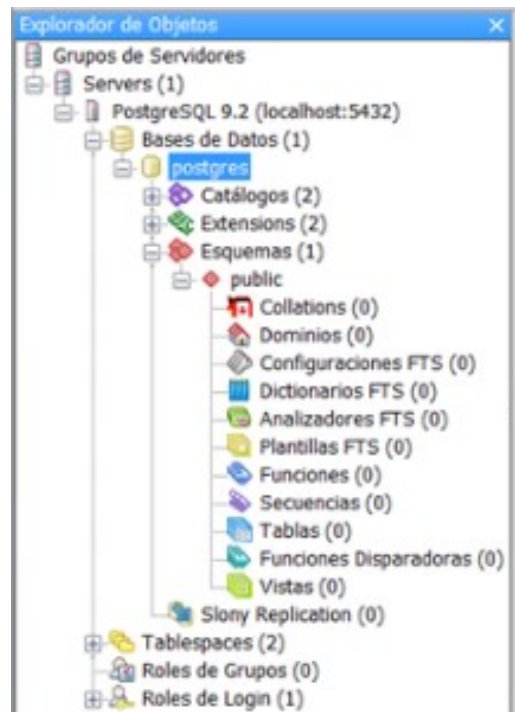 Explorador de Objetos
Grupos de Servidores
Servers (1)
PostgreSQL 9.2 (localhost:5432)
Bases de Datos (1)
postgres
Catálogos (2)
Extensions (2)
Esquemas (1)
public
Collations (0)
Dominios (0)
Configuraciones FTS (0)
Dictionarios FTS (0)
Analizadores FTS (0)
Plantillas FTS (0)
Funciones (0)
Secuencias (0)
Tablas (0)
Funciones Disparadoras (0)
Vistas (0)
Slony Replication (0)
Tablespaces (2)
Roles de Grupos (0)
Roles de Login (1)